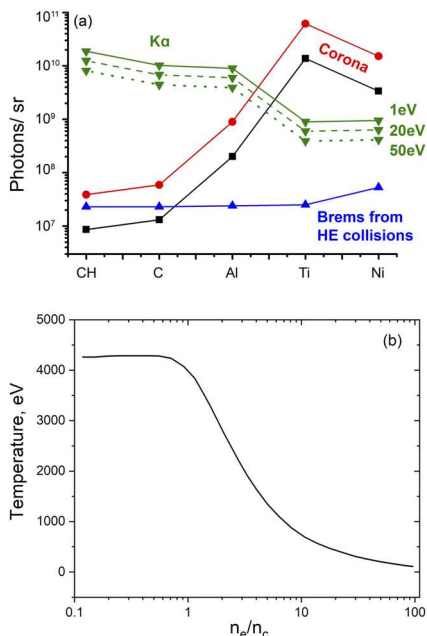 (a)
Kα
Corona
1eV
20eV
50eV
Brems from
HE collisions
Photons/ sr
10¹¹
10¹⁰
10⁹
10⁸
10⁷
CH C Al Ti Ni
(b)
Temperature, eV
5000
4000
3000
2000
1000
0
0.1 1 10 100
nₑ/n꜀